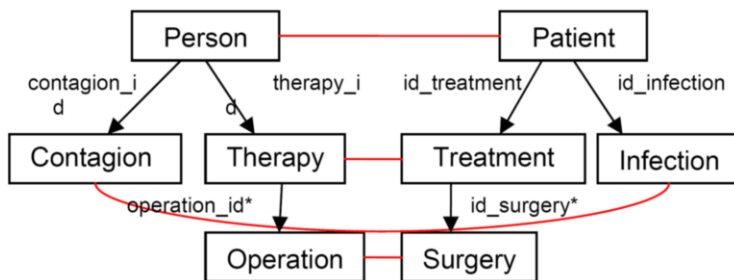 Person Patient
contagion_i therapy_i id_treatment id_infection
d d
Contagion Therapy Treatment Infection
operation_id* id_surgery*
Operation Surgery